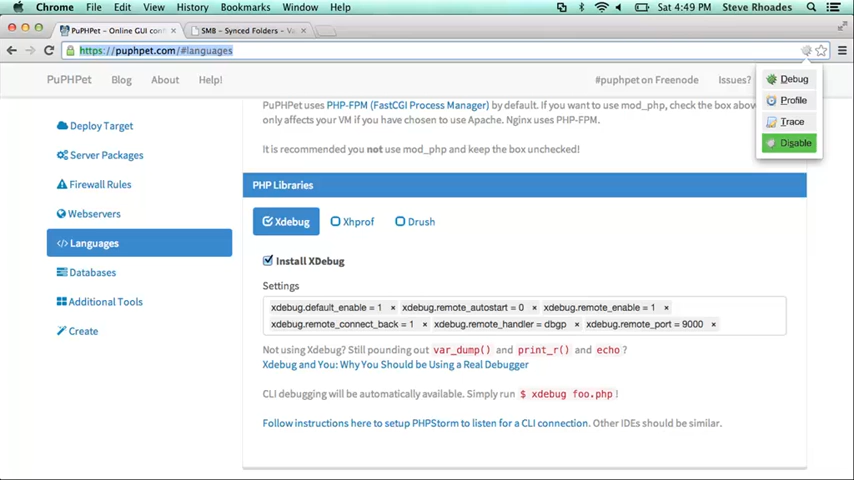 Chrome File Edit View History Bookmarks Window Help Sat 4:49 PM Steve Rhoades
PuPHPet – Online GUI con SMB - Synced Folders - Va
https://puphpet.com/#languages
PuPHPet Blog About Help! #puphpet on Freenode Issues?
Debug
Profile
Trace
Disable
Deploy Target
Server Packages
Firewall Rules
Webservers
Languages
Databases
Additional Tools
Create
PuPHPet uses PHP-FPM (FastCGI Process Manager) by default. If you want to use mod_php, check the box above
only affects your VM if you have chosen to use Apache. Nginx uses PHP-FPM.
It is recommended you not use mod_php and keep the box unchecked!
PHP Libraries
Xdebug Xhprof Drush
Install XDebug
Settings
xdebug.default_enable = 1 × xdebug.remote_autostart = 0 × xdebug.remote_enable = 1 ×
xdebug.remote_connect_back = 1 × xdebug.remote_handler = dbgp × xdebug.remote_port = 9000 ×
Not using Xdebug? Still pounding out var_dump() and print_r() and echo ?
Xdebug and You: Why You Should be Using a Real Debugger
CLI debugging will be automatically available. Simply run $ xdebug foo.php !
Follow instructions here to setup PHPStorm to listen for a CLI connection. Other IDEs should be similar.